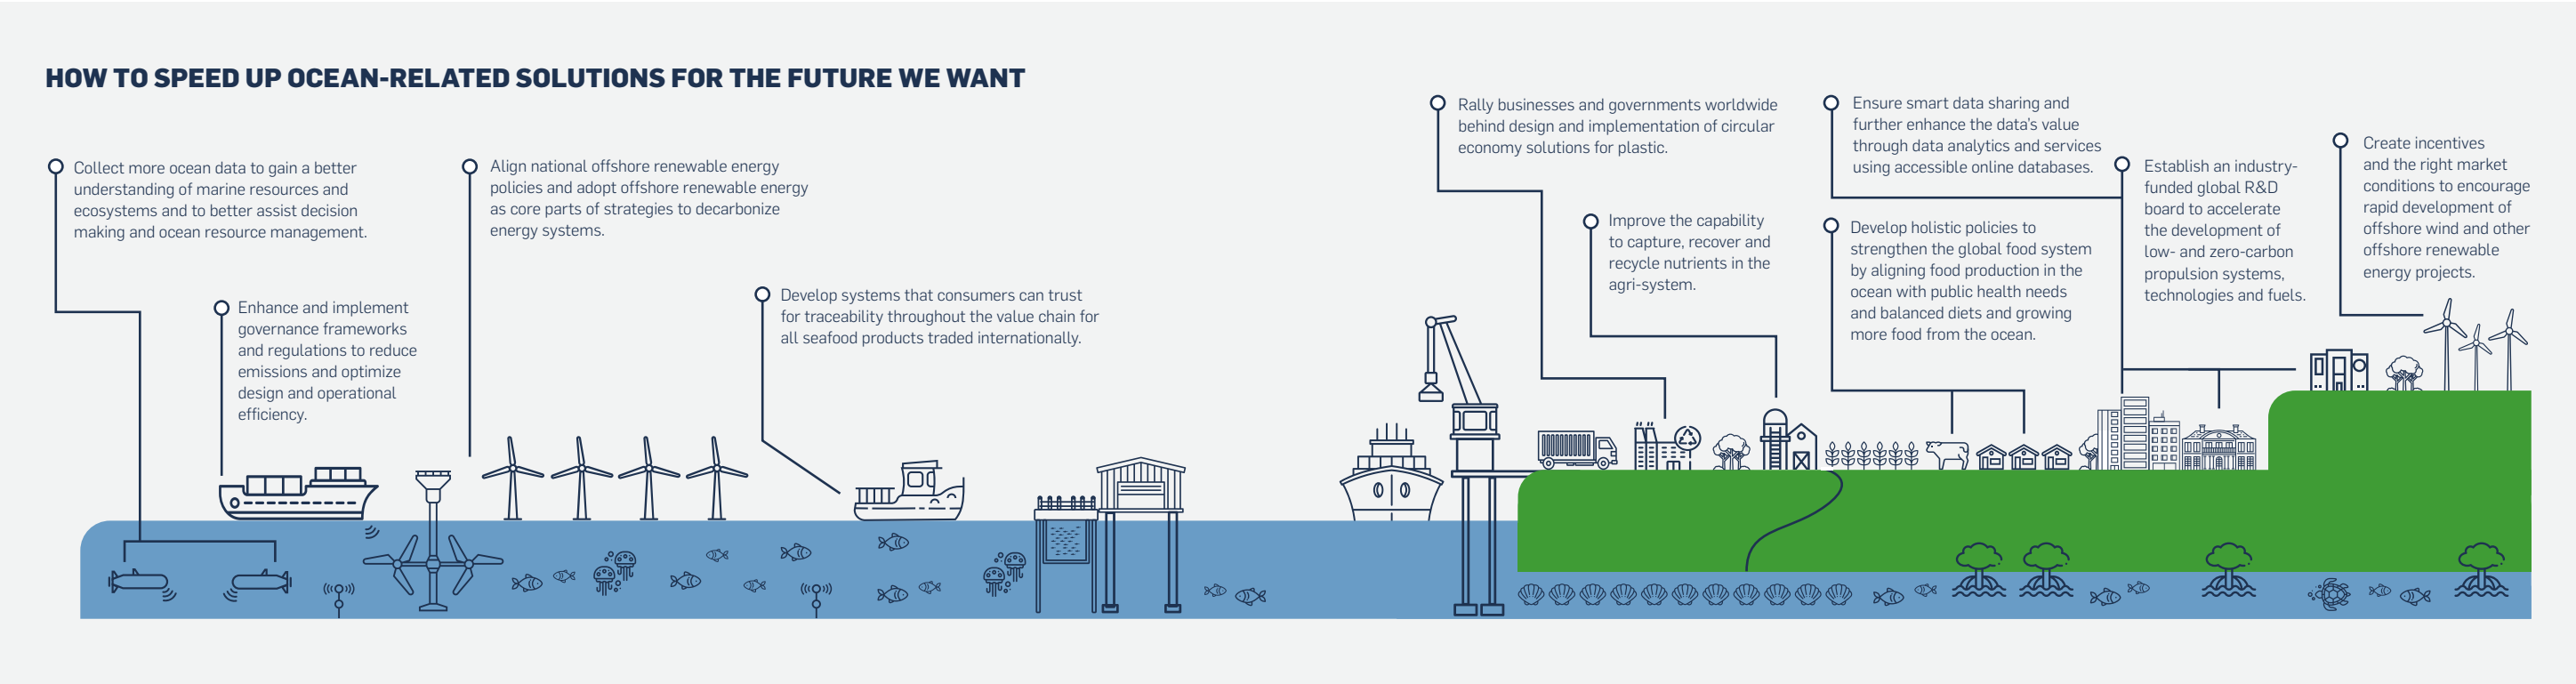 HOW TO SPEED UP OCEAN-RELATED SOLUTIONS FOR THE FUTURE WE WANT
Collect more ocean data to gain a better
understanding of marine resources and
ecosystems and to better assist decision
making and ocean resource management.
Enhance and implement
governance frameworks
and regulations to reduce
emissions and optimize
design and operational
efficiency.
Align national offshore renewable energy
policies and adopt offshore renewable energy
as core parts of strategies to decarbonize
energy systems.
Develop systems that consumers can trust
for traceability throughout the value chain for
all seafood products traded internationally.
Rally businesses and governments worldwide
behind design and implementation of circular
economy solutions for plastic.
Improve the capability
to capture, recover and
recycle nutrients in the
agri-system.
Ensure smart data sharing and
further enhance the data's value
through data analytics and services
using accessible online databases.
Develop holistic policies to
strengthen the global food system
by aligning food production in the
ocean with public health needs
and balanced diets and growing
more food from the ocean.
Establish an industry-
funded global R&D
board to accelerate
the development of
low- and zero-carbon
propulsion systems,
technologies and fuels.
Create incentives
and the right market
conditions to encourage
rapid development of
offshore wind and other
offshore renewable
energy projects.